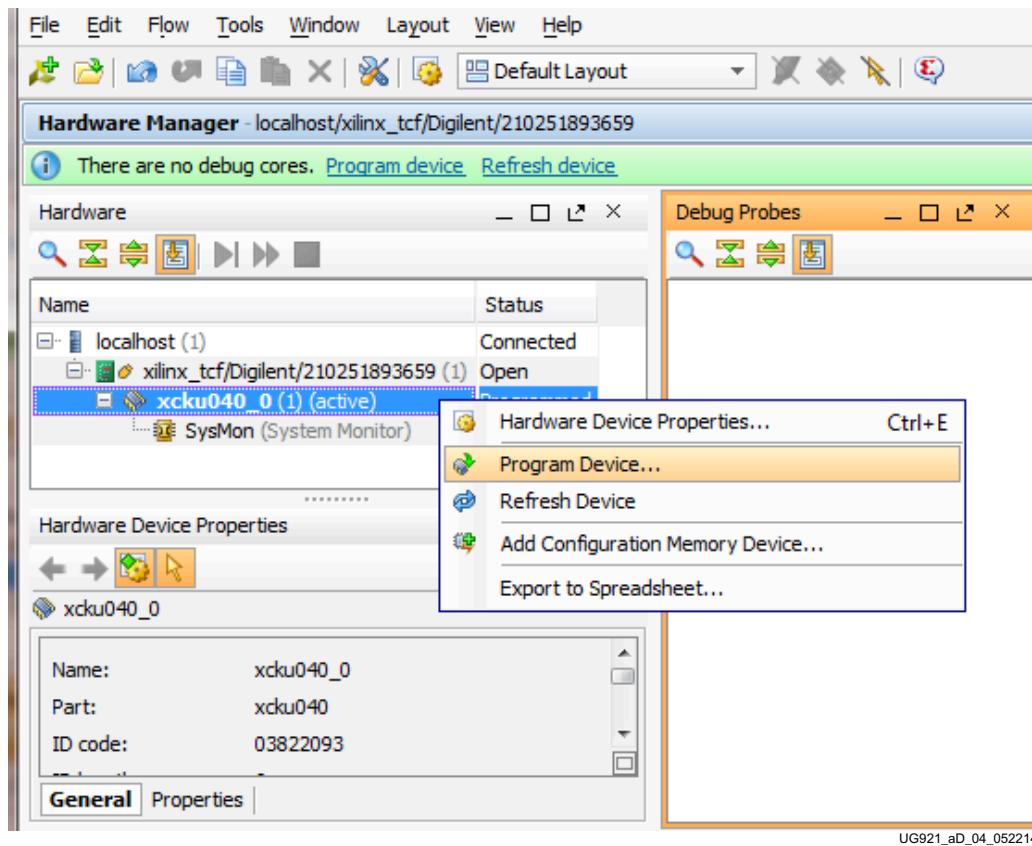 File Edit Flow Tools Window Layout View Help
Default Layout
Hardware Manager - localhost/xilinx_tcf/Digilent/210251893659
There are no debug cores. Program device Refresh device
Hardware
Debug Probes
Name Status
localhost (1) Connected
xilinx_tcf/Digilent/210251893659 (1) Open
xcku040_0 (1) (active)
SysMon (System Monitor)
Hardware Device Properties... Ctrl+E
Program Device...
Refresh Device
Add Configuration Memory Device...
Export to Spreadsheet...
Hardware Device Properties
xcku040_0
Name: xcku040_0
Part: xcku040
ID code: 03822093
General Properties
UG921_aD_04_052214